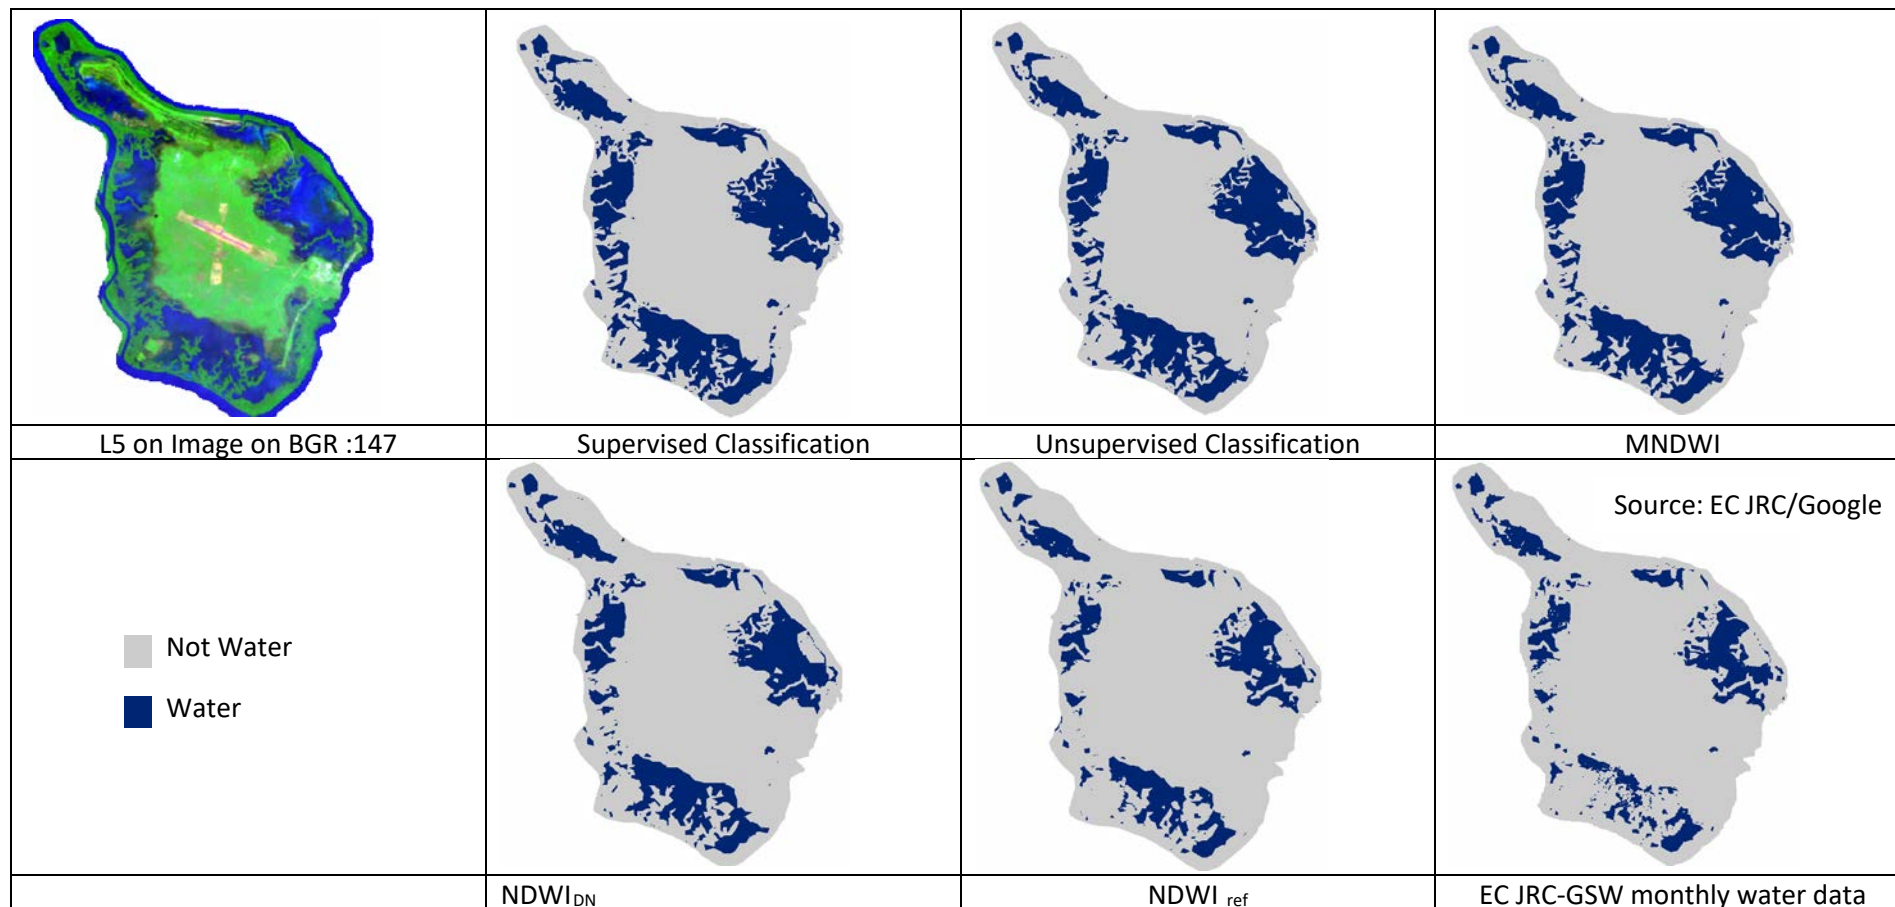 L5 on Image on BGR :147
Supervised Classification
Unsupervised Classification
MNDWI
Source: EC JRC/Google
Not Water
Water
NDWIDN
NDWI ref
EC JRC-GSW monthly water data